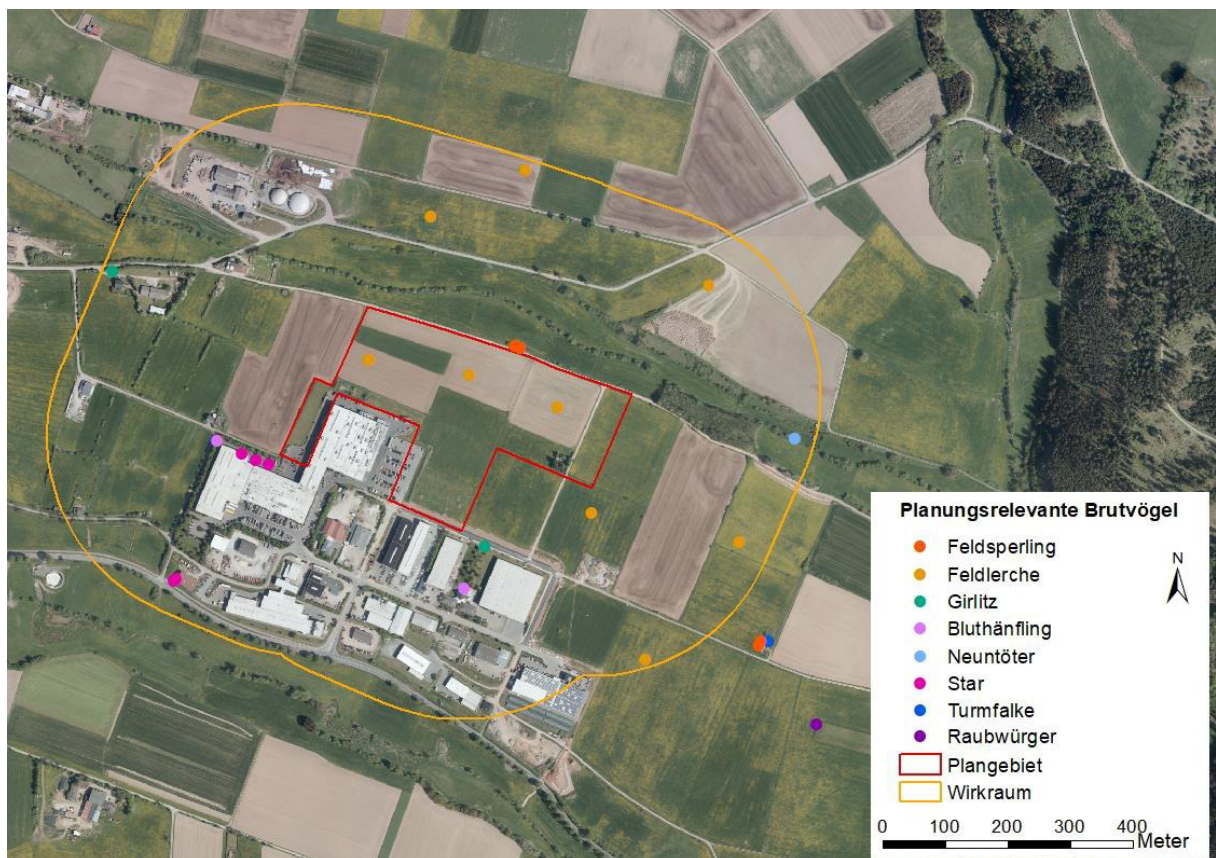 Planungsrelevante Brutvögel
Feldsperling
Feldlerche
Girlitz
Bluthänfling
Neuntöter
Star
Turmfalke
Raubwürger
Plangebiet
Wirkraum
N
0 100 200 300 400
Meter